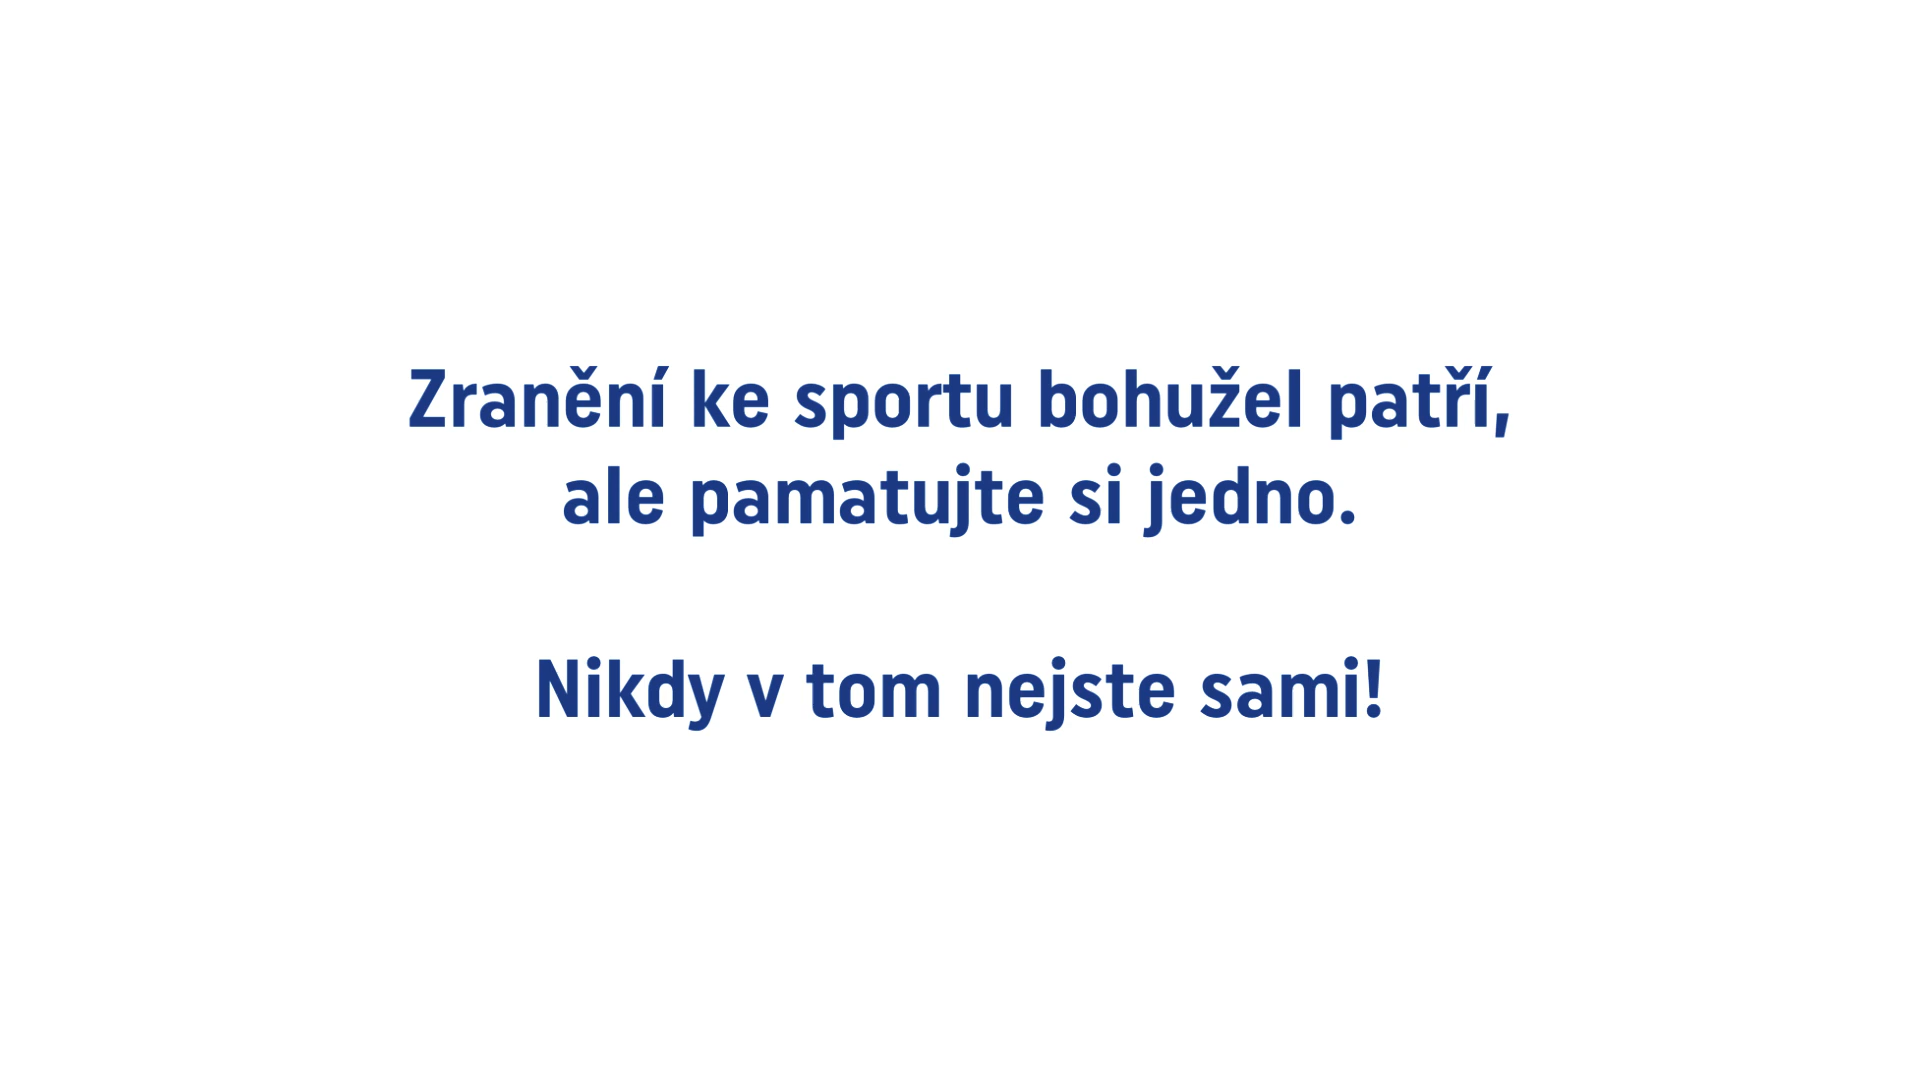 Zranění ke sportu bohužel patří,
ale pamatujte si jedno.
Nikdy v tom nejste sami!